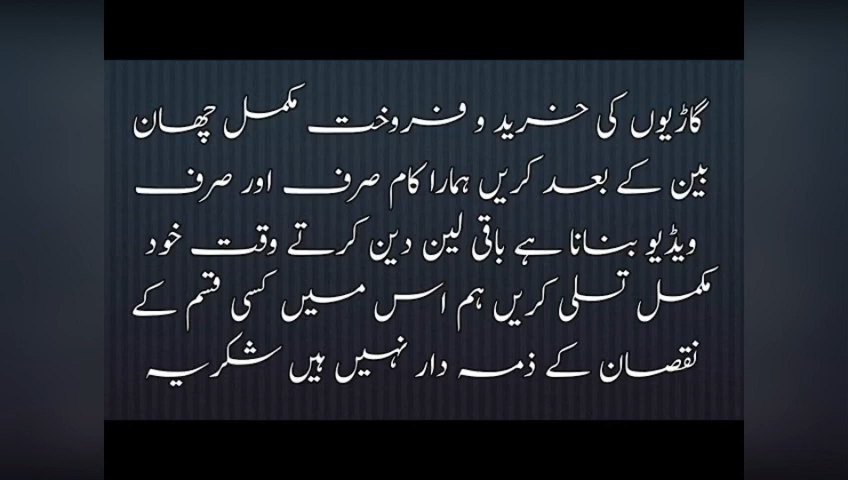 گاڑیوں کی خرید و فروخت مکمل چھان
بین کے بعد کریں ہمارا کام صرف اور صرف
ویڈیو بنانا ہے باقی لین دین کرتے وقت خود
مکمل تسلی کریں ہم اس میں کسی قسم کے
نقصان کے ذمہ دار نہیں ہیں شکریہ